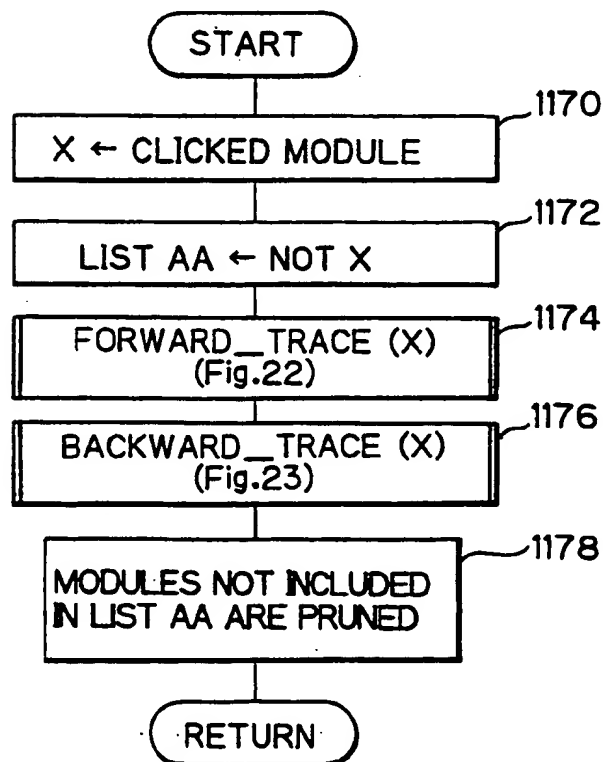 START
1170
X ← CLICKED MODULE
1172
LIST AA ← NOT X
1174
FORWARD_TRACE (X)
(Fig.22)
1176
BACKWARD_TRACE (X)
(Fig.23)
1178
MODULES NOT INCLUDED
IN LIST AA ARE PRUNED
RETURN